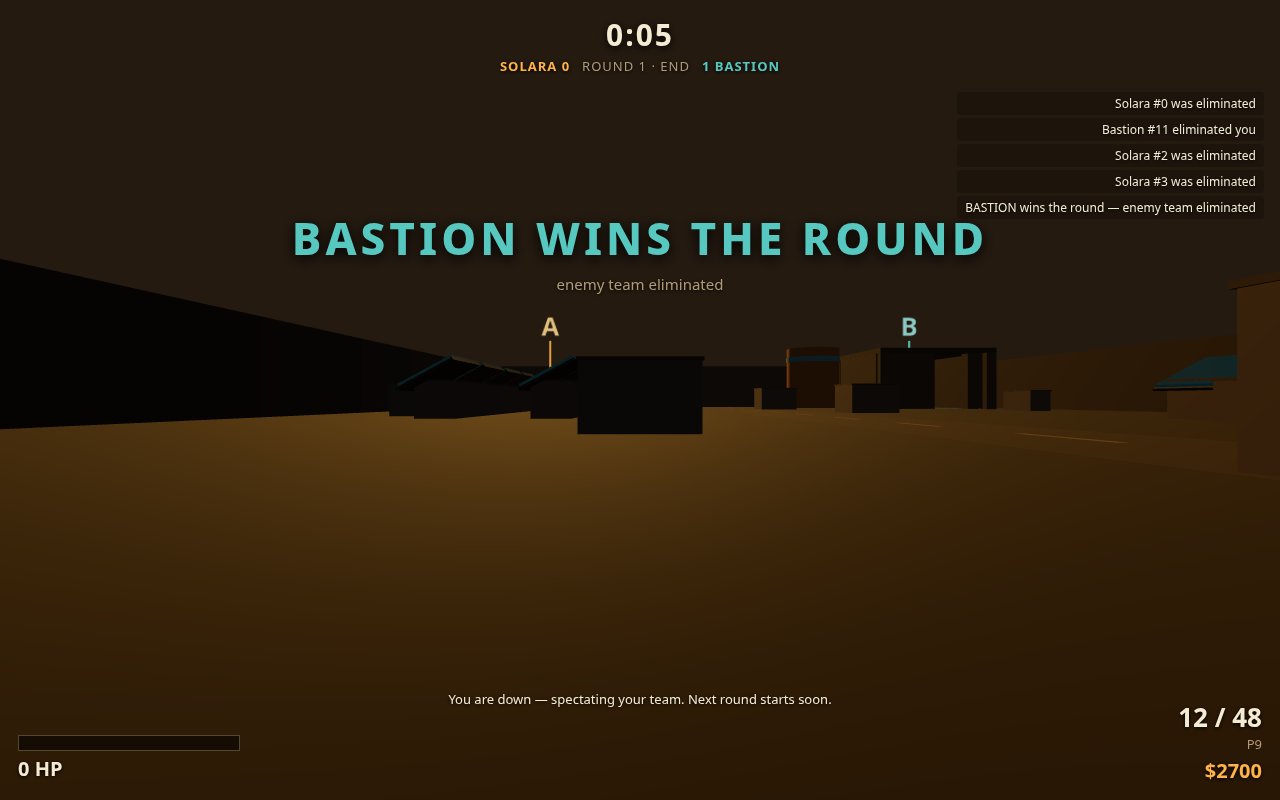 0:05
SOLARA 0 ROUND 1 · END 1 BASTION
Solara #0 was eliminated
Bastion #11 eliminated you
Solara #2 was eliminated
Solara #3 was eliminated
BASTION wins the round — enemy team eliminated
BASTION WINS THE ROUND
enemy team eliminated
A
B
You are down — spectating your team. Next round starts soon.
12 / 48
P9
0 HP
$2700